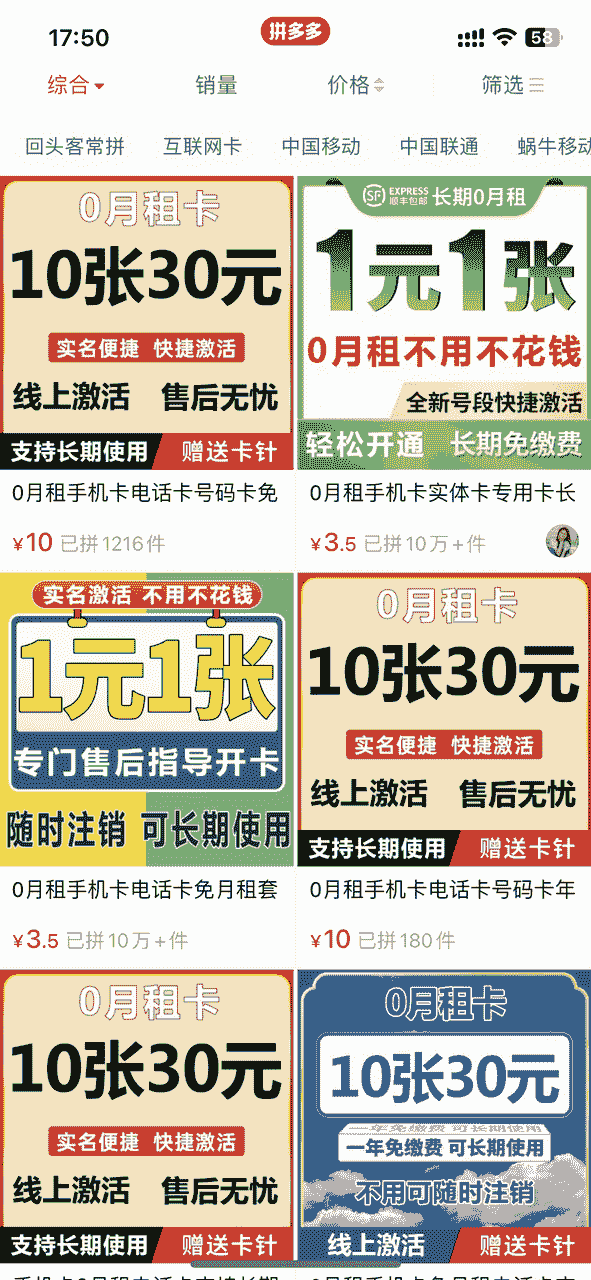 17:50
拼多多
58
综合
销量
价格
筛选
回头客常拼
互联网卡
中国移动
中国联通
蜗牛移动
0月租卡
10张30元
实名便捷 快捷激活
线上激活 售后无忧
支持长期使用
赠送卡针
0月租手机卡电话卡号码卡免
¥10 已拼1216件
SF EXPRESS
顺丰包邮
长期0月租
1元1张
0月租不用不花钱
全新号段快捷激活
轻松开通 长期免缴费
0月租手机卡实体卡专用卡长
¥3.5 已拼10万+件
实名激活 不用不花钱
1元1张
专门售后指导开卡
随时注销 可长期使用
0月租手机卡电话卡免月租套
¥3.5 已拼10万+件
0月租卡
10张30元
实名便捷 快捷激活
线上激活 售后无忧
支持长期使用
赠送卡针
0月租手机卡电话卡号码卡年
¥10 已拼180件
0月租卡
10张30元
实名便捷 快捷激活
线上激活 售后无忧
支持长期使用
赠送卡针
0月租卡
10张30元
一年免缴费 可长期使用
一年免缴费 可长期使用
不用可随时注销
线上激活
赠送卡针